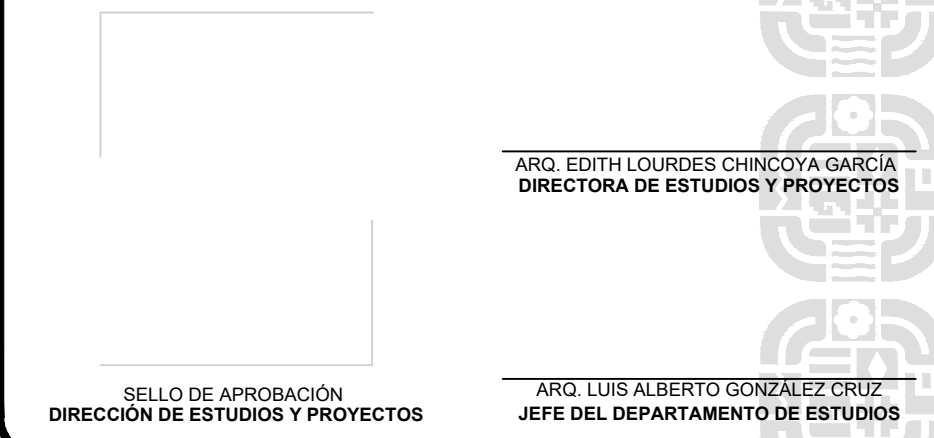 ARQ. EDITH LOURDES CHINCOYA GARCÍA
DIRECTORA DE ESTUDIOS Y PROYECTOS
SELLO DE APROBACIÓN
DIRECCIÓN DE ESTUDIOS Y PROYECTOS
ARQ. LUIS ALBERTO GONZÁLEZ CRUZ
JEFE DEL DEPARTAMENTO DE ESTUDIOS